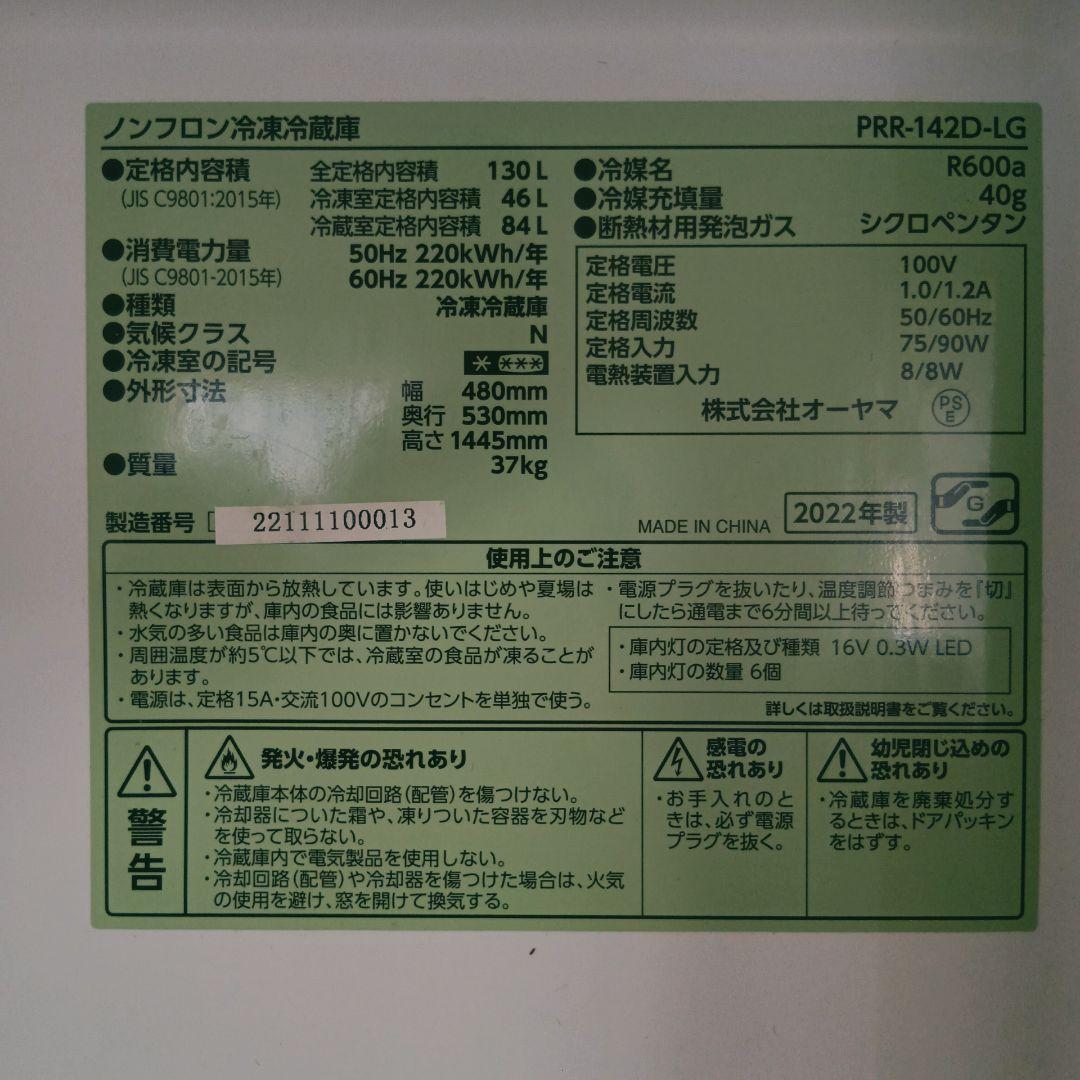 ノンフロン冷凍冷蔵庫 PRR-142D-LG
●定格内容積 全定格内容積 130 L
(JIS C9801:2015年) 冷凍室定格内容積 46 L
冷蔵室定格内容積 84 L
●消費電力量 50Hz 220kWh/年
(JIS C9801-2015年) 60Hz 220kWh/年
●種類 冷凍冷蔵庫
●気候クラス N
●冷凍室の記号
●外形寸法 幅 480mm
奥行 530mm
高さ 1445mm
●質量 37kg
●冷媒名 R600a
●冷媒充填量 40g
●断熱材用発泡ガス シクロペンタン
定格電圧 100V
定格電流 1.0/1.2A
定格周波数 50/60Hz
定格入力 75/90W
電熱装置入力 8/8W
株式会社オーヤマ PSE
製造番号 22111100013
MADE IN CHINA 2022年製 G
使用上のご注意
・冷蔵庫は表面から放熱しています。使いはじめや夏場は
熱くなりますが、庫内の食品には影響ありません。
・水気の多い食品は庫内の奥に置かないでください。
・周囲温度が約5℃以下では、冷蔵室の食品が凍ることが
あります。
・電源は、定格15A・交流100Vのコンセントを単独で使う。
・電源プラグを抜いたり、温度調節つまみを『切』
にしたら通電まで6分間以上待ってください。
・庫内灯の定格及び種類 16V 0.3W LED
・庫内灯の数量 6個
詳しくは取扱説明書をご覧ください。
警告
発火・爆発の恐れあり
・冷蔵庫本体の冷却回路(配管)を傷つけない。
・冷却器についた霜や、凍りついた容器を刃物など
を使って取らない。
・冷蔵庫内で電気製品を使用しない。
・冷却回路(配管)や冷却器を傷つけた場合は、火気
の使用を避け、窓を開けて換気する。
感電の
恐れあり
・お手入れのと
きは、必ず電源
プラグを抜く。
幼児閉じ込めの
恐れあり
・冷蔵庫を廃棄処分す
るときは、ドアパッキン
をはずす。